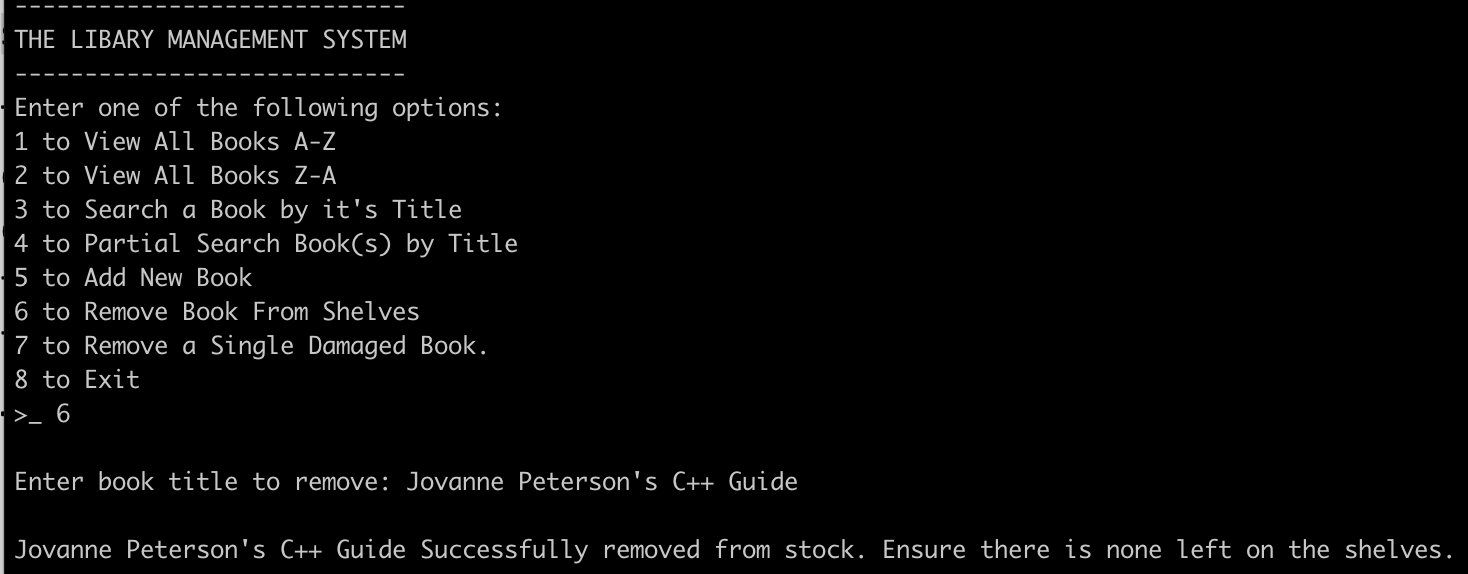 ----------------------------
THE LIBARY MANAGEMENT SYSTEM
----------------------------
Enter one of the following options:
1 to View All Books A-Z
2 to View All Books Z-A
3 to Search a Book by it's Title
4 to Partial Search Book(s) by Title
5 to Add New Book
6 to Remove Book From Shelves
7 to Remove a Single Damaged Book.
8 to Exit
>_ 6
Enter book title to remove: Jovanne Peterson's C++ Guide
Jovanne Peterson's C++ Guide Successfully removed from stock. Ensure there is none left on the shelves.